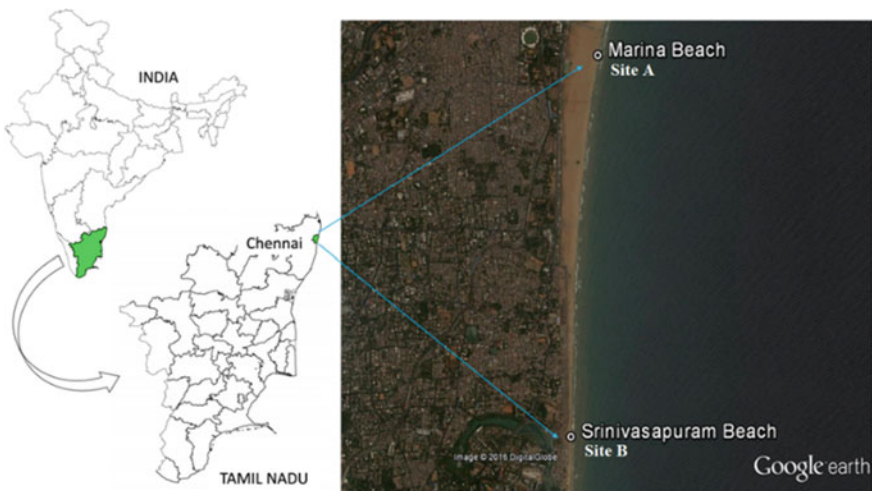 INDIA
Chennai
TAMIL NADU
Marina Beach
Site A
Srinivasapuram Beach
Site B
Image © 2016 DigitalGlobe
Google earth